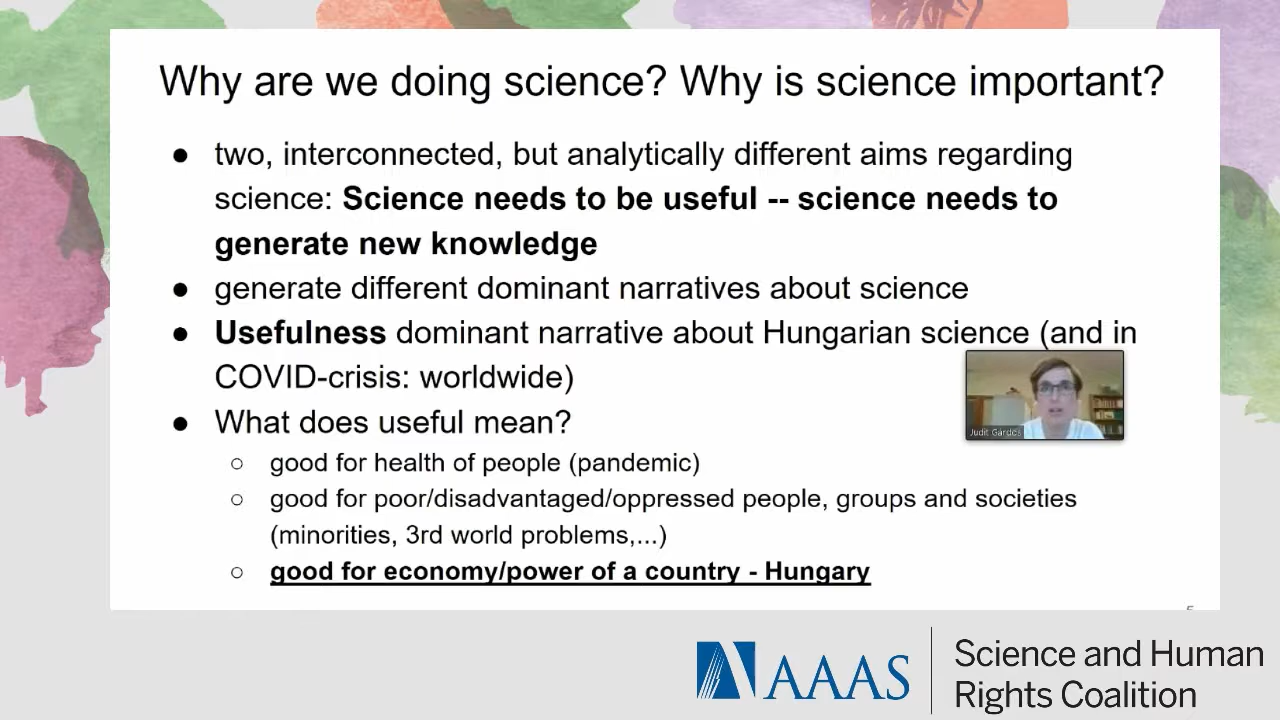 Why are we doing science? Why is science important?
● two, interconnected, but analytically different aims regarding
science: Science needs to be useful -- science needs to
generate new knowledge
● generate different dominant narratives about science
● Usefulness dominant narrative about Hungarian science (and in
COVID-crisis: worldwide)
● What does useful mean?
○ good for health of people (pandemic)
○ good for poor/disadvantaged/oppressed people, groups and societies
(minorities, 3rd world problems,...)
○ good for economy/power of a country - Hungary
Judit Gárdos
AAAS
Science and Human
Rights Coalition